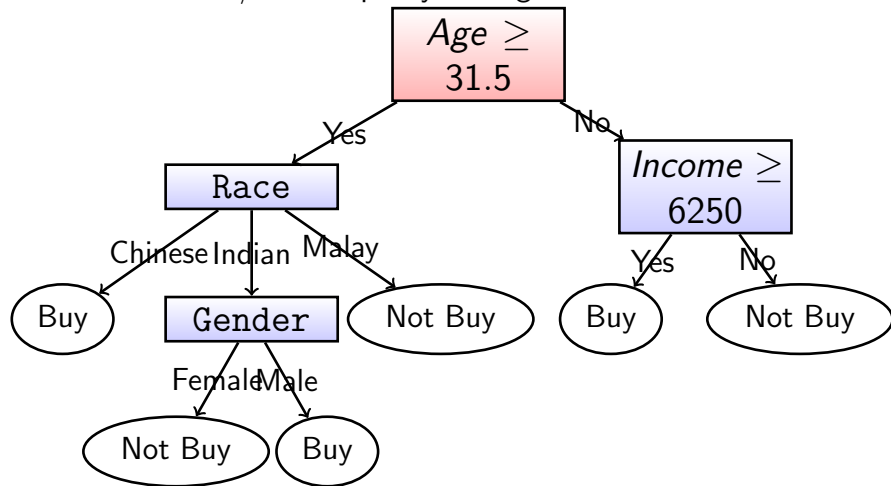 Age ≥
31.5
Yes
No
Race
Income ≥
6250
Chinese
Indian
Malay
Yes
No
Buy
Gender
Not Buy
Buy
Not Buy
Female
Male
Not Buy
Buy